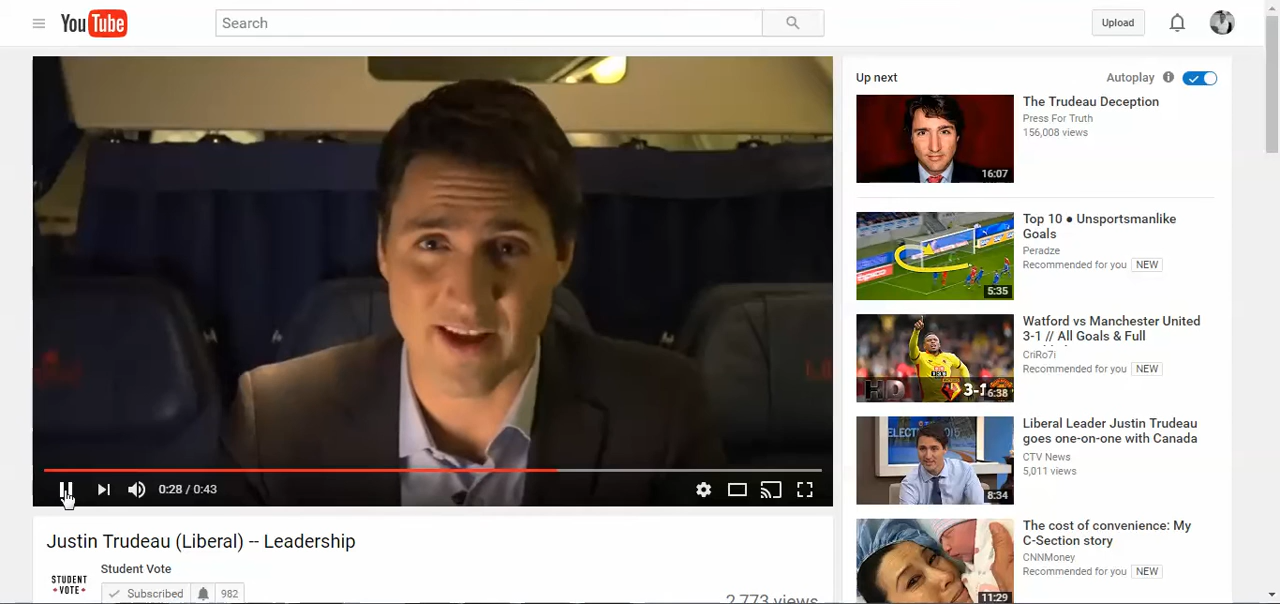 YouTube
Search
Upload
0:28 / 0:43
Justin Trudeau (Liberal) -- Leadership
STUDENT
VOTE
Student Vote
Subscribed 982
2,773 views
Up next
Autoplay
16:07
The Trudeau Deception
Press For Truth
156,008 views
5:35
Top 10 ● Unsportsmanlike
Goals
Peradze
Recommended for you NEW
HD
3-1
6:38
Watford vs Manchester United
3-1 // All Goals & Full
CriRo7i
Recommended for you NEW
8:34
Liberal Leader Justin Trudeau
goes one-on-one with Canada
CTV News
5,011 views
11:29
The cost of convenience: My
C-Section story
CNNMoney
Recommended for you NEW